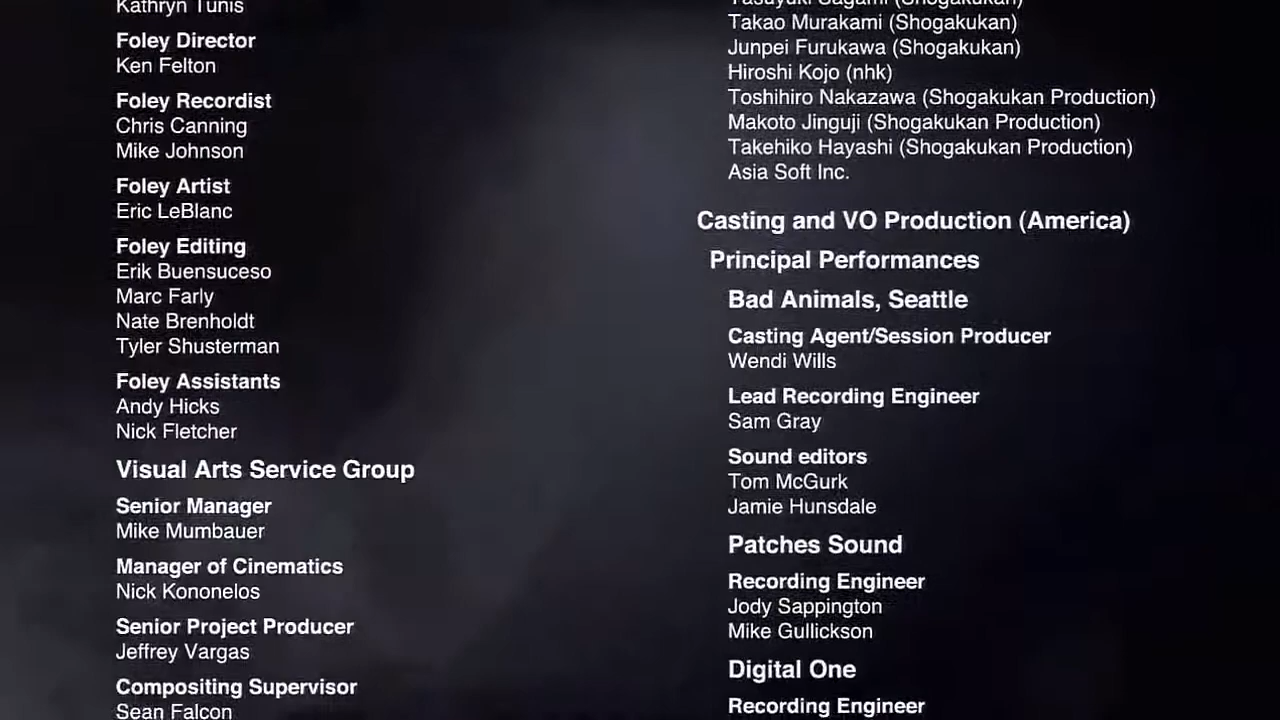 Kathryn Tunis
Foley Director
Ken Felton
Foley Recordist
Chris Canning
Mike Johnson
Foley Artist
Eric LeBlanc
Foley Editing
Erik Buensuceso
Marc Farly
Nate Brenholdt
Tyler Shusterman
Foley Assistants
Andy Hicks
Nick Fletcher
Visual Arts Service Group
Senior Manager
Mike Mumbauer
Manager of Cinematics
Nick Kononelos
Senior Project Producer
Jeffrey Vargas
Compositing Supervisor
Sean Falcon
Yasuyuki Sagami (Shogakukan)
Takao Murakami (Shogakukan)
Junpei Furukawa (Shogakukan)
Hiroshi Kojo (nhk)
Toshihiro Nakazawa (Shogakukan Production)
Makoto Jinguji (Shogakukan Production)
Takehiko Hayashi (Shogakukan Production)
Asia Soft Inc.
Casting and VO Production (America)
Principal Performances
Bad Animals, Seattle
Casting Agent/Session Producer
Wendi Wills
Lead Recording Engineer
Sam Gray
Sound editors
Tom McGurk
Jamie Hunsdale
Patches Sound
Recording Engineer
Jody Sappington
Mike Gullickson
Digital One
Recording Engineer